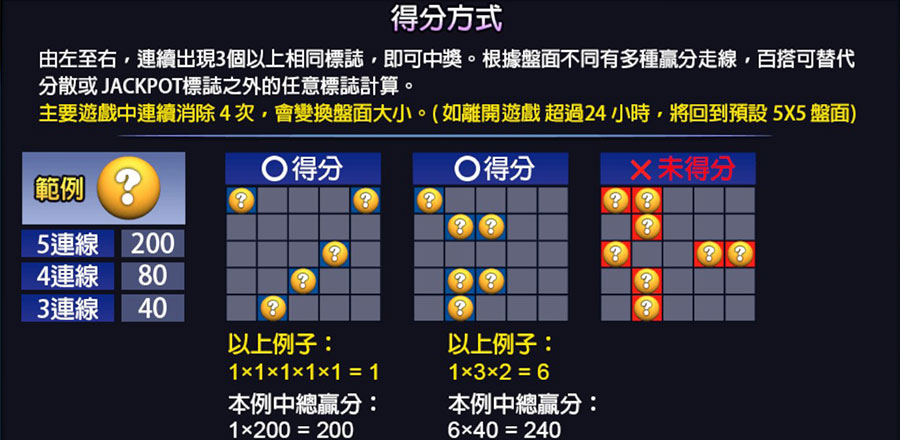 得分方式
由左至右，連續出現3個以上相同標誌，即可中獎。根據盤面不同有多種贏分走線，百搭可替代
分散或 JACKPOT標誌之外的任意標誌計算。
主要遊戲中連續消除 4 次，會變換盤面大小。( 如離開遊戲 超過24 小時，將回到預設 5X5 盤面)
範例 ?
○得分
○得分
×未得分
5連線 200
4連線 80
3連線 40
以上例子：
1×1×1×1×1 = 1
本例中總贏分：
1×200 = 200
以上例子：
1×3×2 = 6
本例中總贏分：
6×40 = 240